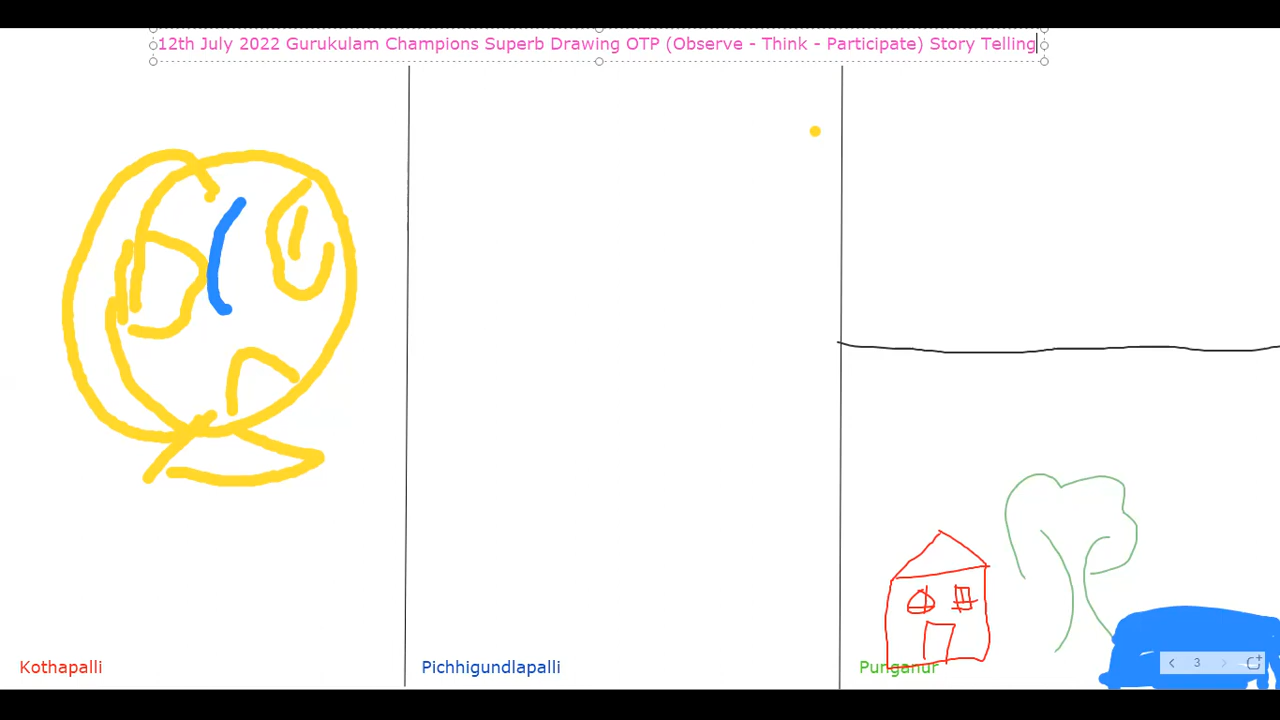 12th July 2022 Gurukulam Champions Superb Drawing OTP (Observe - Think - Participate) Story Telling
Kothapalli
Pichhigundlapalli
Punganur
3